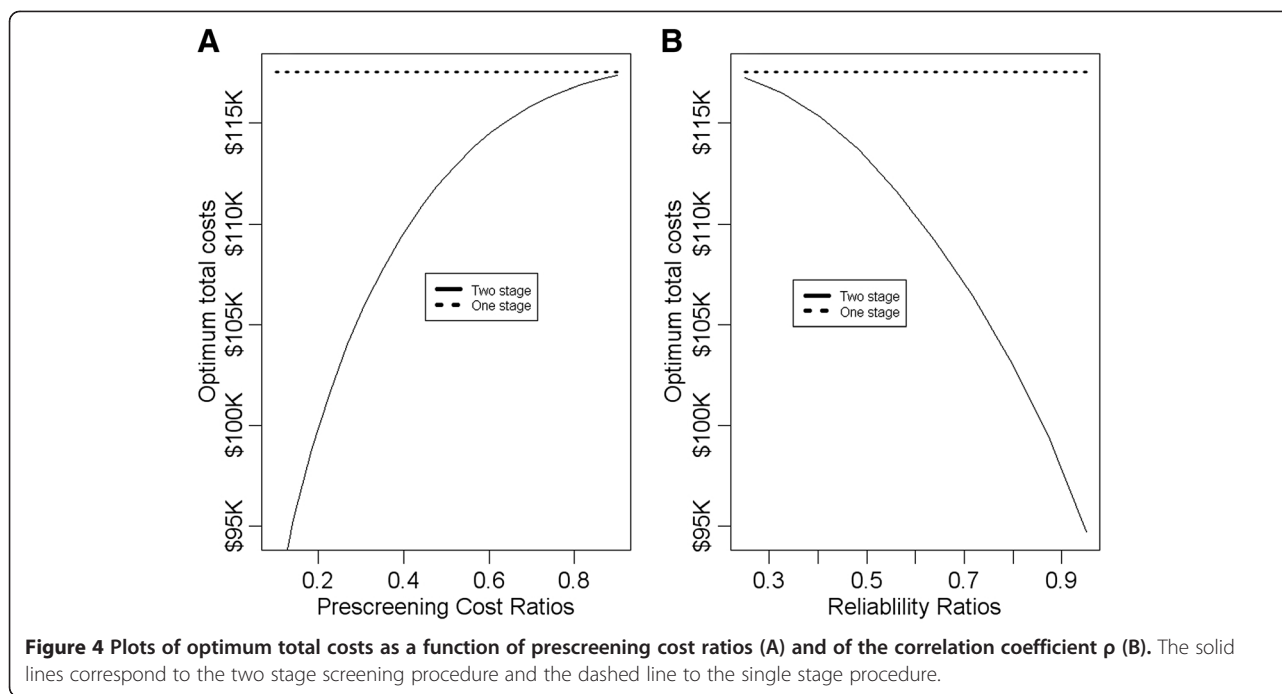 A
Optimum total costs
$115K
$110K
$105K
$100K
$95K
Two stage
One stage
0.2 0.4 0.6 0.8
Prescreening Cost Ratios
B
Optimum total costs
$115K
$110K
$105K
$100K
$95K
Two stage
One stage
0.3 0.5 0.7 0.9
Reliablility Ratios
Figure 4 Plots of optimum total costs as a function of prescreening cost ratios (A) and of the correlation coefficient ρ (B). The solid
lines correspond to the two stage screening procedure and the dashed line to the single stage procedure.